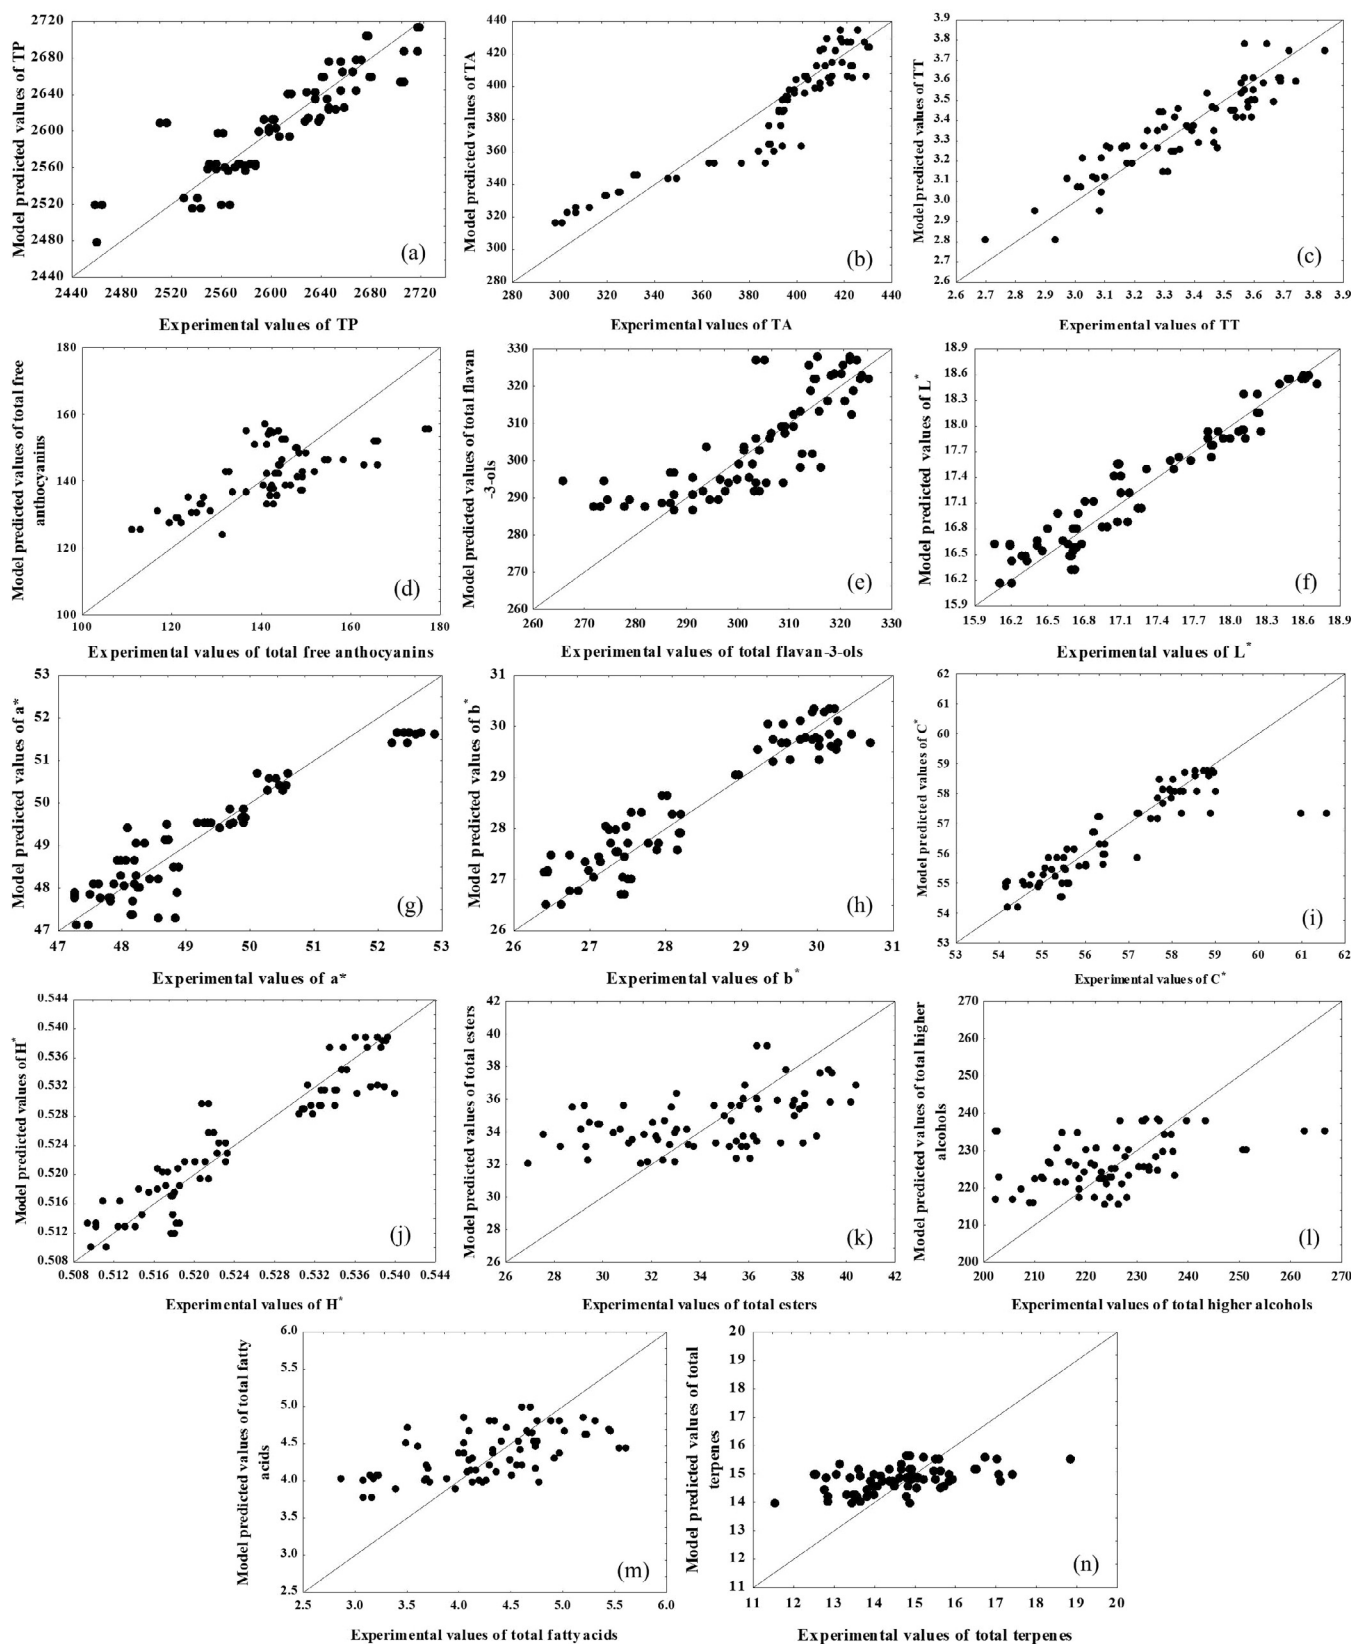 Model predicted values of TP
2720
2680
2640
2600
2560
2520
2480
2440
(a)
2440 2480 2520 2560 2600 2640 2680 2720
Experimental values of TP
Model predicted values of TA
440
420
400
380
360
340
320
300
280
(b)
280 300 320 340 360 380 400 420 440
Experimental values of TA
Model predicted values of TT
3.9
3.8
3.7
3.6
3.5
3.4
3.3
3.2
3.1
3.0
2.9
2.8
2.7
2.6
(c)
2.6 2.7 3.0 3.1 3.2 3.3 3.4 3.5 3.6 3.7 3.8 3.9
Experimental values of TT
Model predicted values of total free
anthocyanins
180
160
140
120
100
(d)
100 120 140 160 180
Experimental values of total free anthocyanins
Model predicted values of total flavan
-3-ols
330
320
310
300
290
280
270
260
(e)
260 270 280 290 300 310 320 330
Experimental values of total flavan-3-ols
Model predicted values of L*
18.9
18.6
18.3
18.0
17.7
17.4
17.1
16.8
16.5
16.2
15.9
(f)
15.9 16.2 16.5 16.8 17.1 17.4 17.7 18.0 18.3 18.6 18.9
Experimental values of L*
Model predicted values of a*
53
52
51
50
49
48
47
(g)
47 48 49 50 51 52 53
Experimental values of a*
Model predicted values of b*
31
30
29
28
27
26
(h)
26 27 28 29 30 31
Experimental values of b*
Model predicted values of C*
62
61
60
59
58
57
56
55
54
53
(i)
53 54 55 56 57 58 59 60 61 62
Experimental values of C*
Model predicted values of H*
0.544
0.540
0.536
0.532
0.528
0.524
0.520
0.516
0.512
0.508
(j)
0.508 0.512 0.516 0.520 0.524 0.528 0.532 0.536 0.540 0.544
Experimental values of H*
Model predicted values of total esters
42
40
38
36
34
32
30
28
26
(k)
26 28 30 32 34 36 38 40 42
Experimental values of total esters
Model predicted values of total higher
alcohols
270
260
250
240
230
220
210
200
(l)
200 210 220 230 240 250 260 270
Experimental values of total higher alcohols
Model predicted values of total fatty
acids
6.0
5.5
5.0
4.5
4.0
3.5
3.0
2.5
(m)
2.5 3.0 3.5 4.0 4.5 5.0 5.5 6.0
Experimental values of total fatty acids
Model predicted values of total
terpenes
20
19
18
17
16
15
14
13
12
11
(n)
11 12 13 14 15 16 17 18 19 20
Experimental values of total terpenes